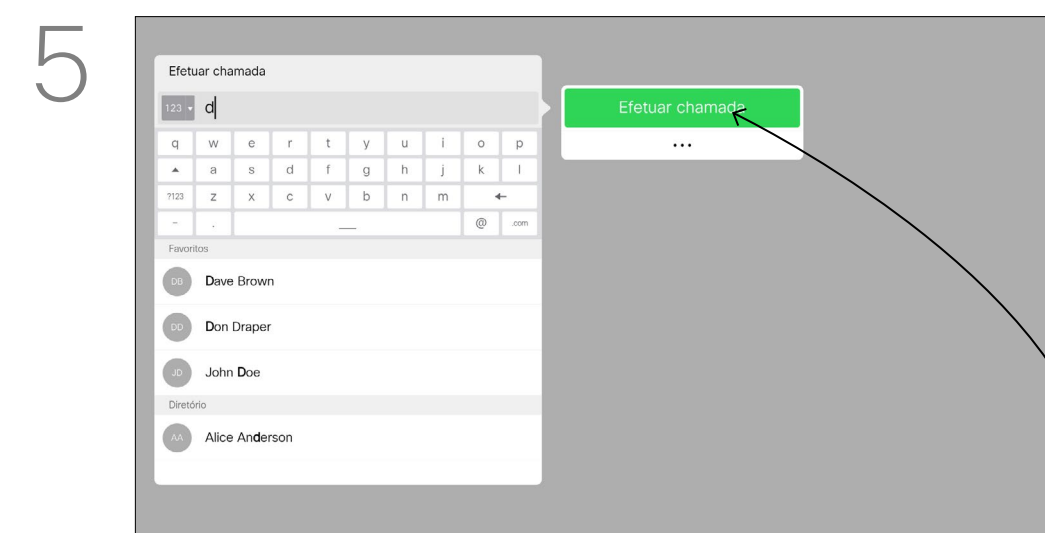 5
Efetuar chamada
123 d
Efetuar chamada
...
q w e r t y u i o p
a s d f g h j k l
?123 z x c v b n m
- . @ .com
Favoritos
DB Dave Brown
DD Don Draper
JD John Doe
Diretório
AA Alice Anderson